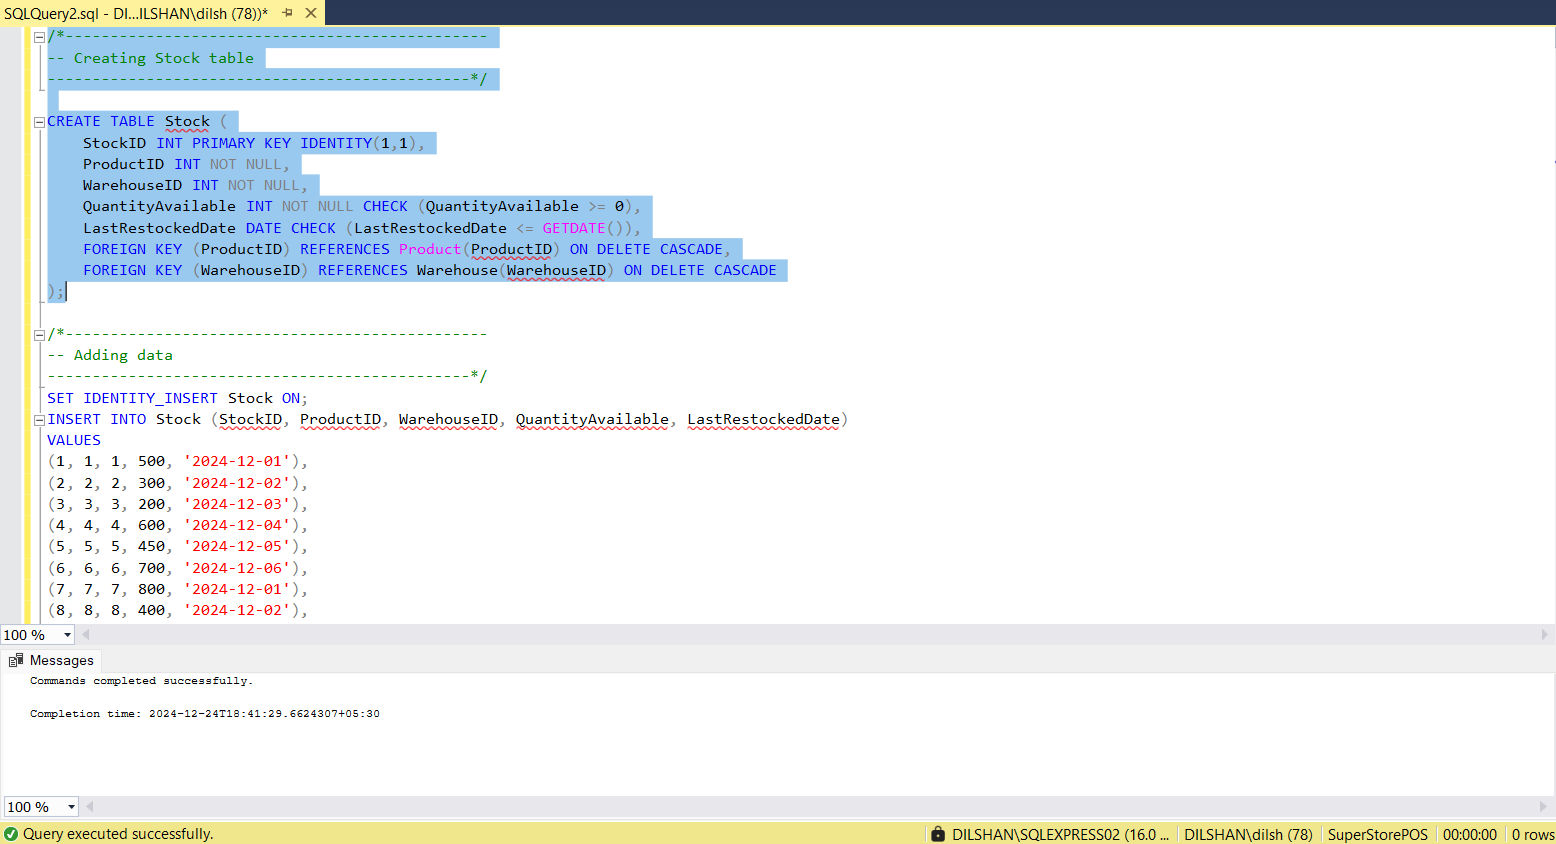 SQLQuery2.sql - DI...ILSHAN\dilsh (78))*
/*-----------------------------------------------
-- Creating Stock table
-----------------------------------------------*/
CREATE TABLE Stock (
    StockID INT PRIMARY KEY IDENTITY(1,1),
    ProductID INT NOT NULL,
    WarehouseID INT NOT NULL,
    QuantityAvailable INT NOT NULL CHECK (QuantityAvailable >= 0),
    LastRestockedDate DATE CHECK (LastRestockedDate <= GETDATE()),
    FOREIGN KEY (ProductID) REFERENCES Product(ProductID) ON DELETE CASCADE,
    FOREIGN KEY (WarehouseID) REFERENCES Warehouse(WarehouseID) ON DELETE CASCADE
);
/*-----------------------------------------------
-- Adding data
-----------------------------------------------*/
SET IDENTITY_INSERT Stock ON;
INSERT INTO Stock (StockID, ProductID, WarehouseID, QuantityAvailable, LastRestockedDate)
VALUES
(1, 1, 1, 500, '2024-12-01'),
(2, 2, 2, 300, '2024-12-02'),
(3, 3, 3, 200, '2024-12-03'),
(4, 4, 4, 600, '2024-12-04'),
(5, 5, 5, 450, '2024-12-05'),
(6, 6, 6, 700, '2024-12-06'),
(7, 7, 7, 800, '2024-12-01'),
(8, 8, 8, 400, '2024-12-02'),
100 %
Messages
Commands completed successfully.
Completion time: 2024-12-24T18:41:29.6624307+05:30
100 %
Query executed successfully. DILSHAN\SQLEXPRESS02 (16.0 ... DILSHAN\dilsh (78) SuperStorePOS 00:00:00 0 rows